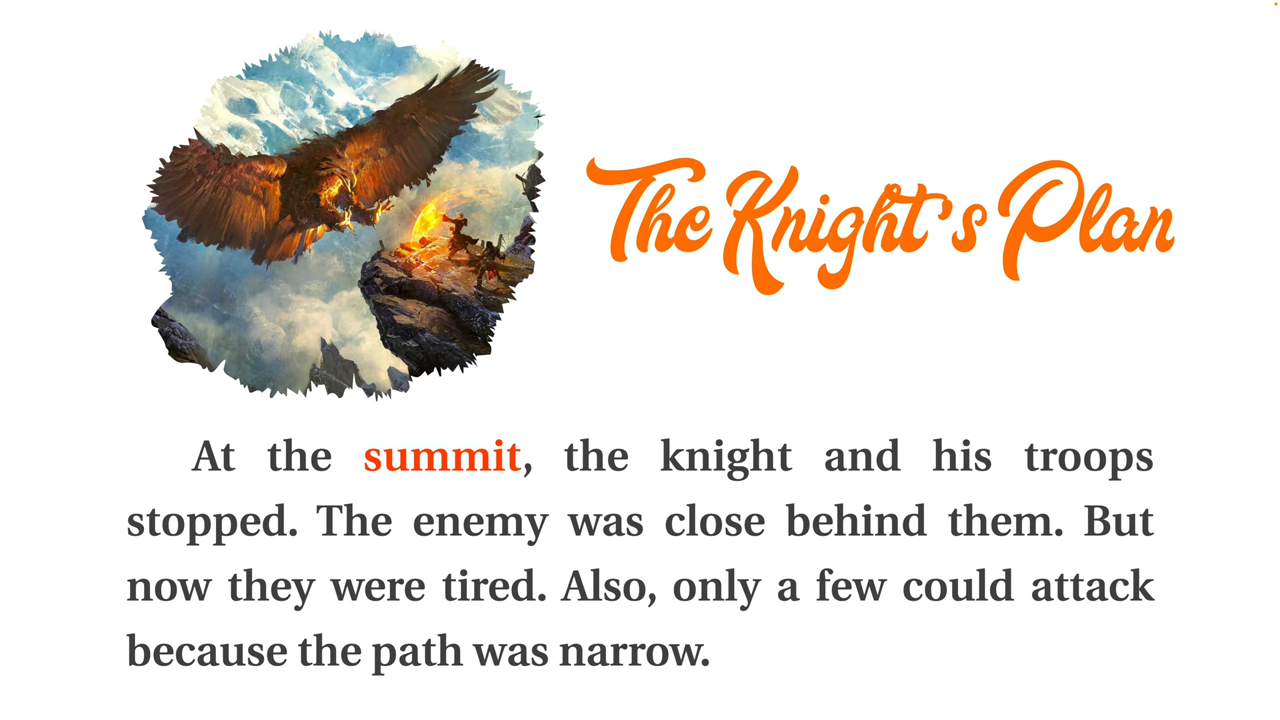 The Knight's Plan
At the summit, the knight and his troops
stopped. The enemy was close behind them. But
now they were tired. Also, only a few could attack
because the path was narrow.